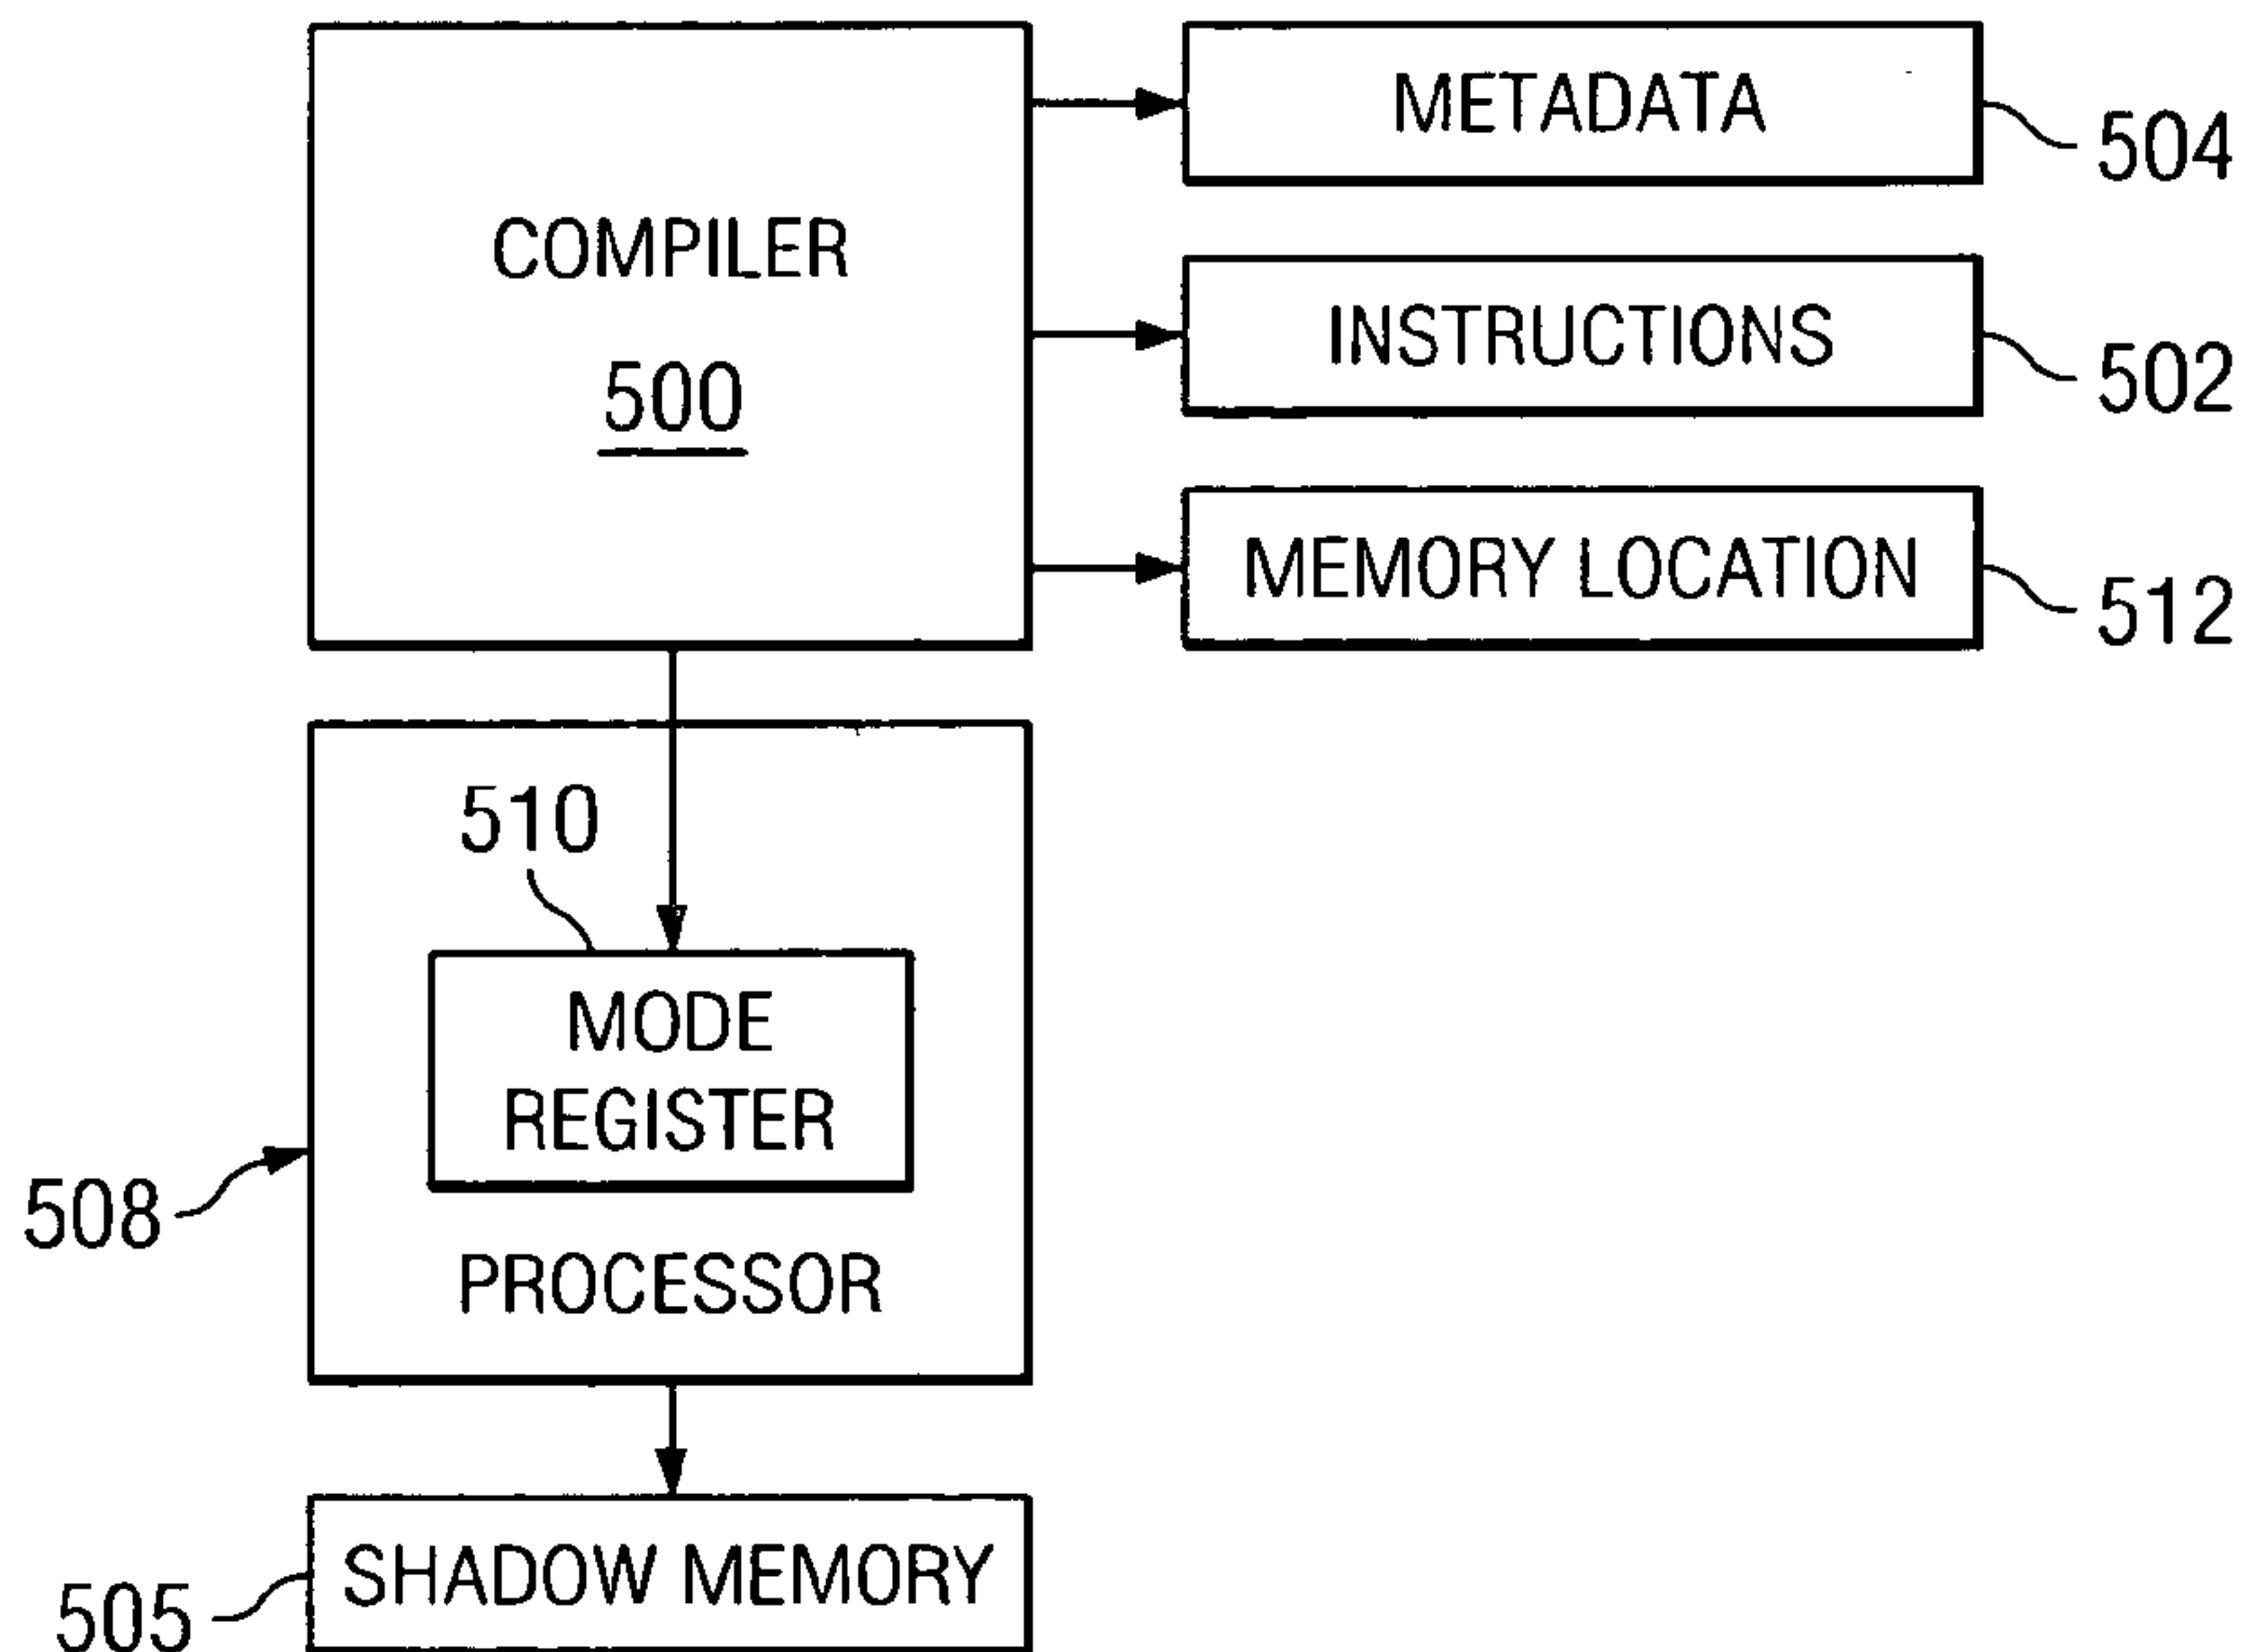 METADATA
504
COMPILER
500
INSTRUCTIONS
502
MEMORY LOCATION
512
510
MODE
REGISTER
508
PROCESSOR
SHADOW MEMORY
505